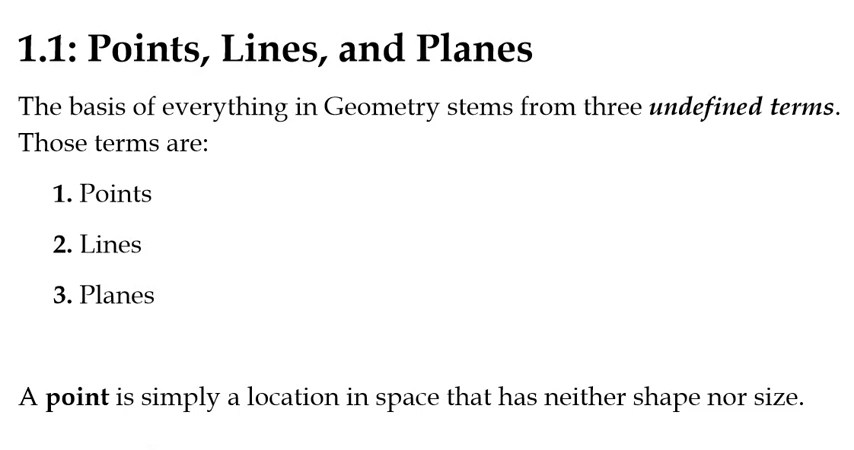 1.1: Points, Lines, and Planes
The basis of everything in Geometry stems from three undefined terms.
Those terms are:
1. Points
2. Lines
3. Planes
A point is simply a location in space that has neither shape nor size.